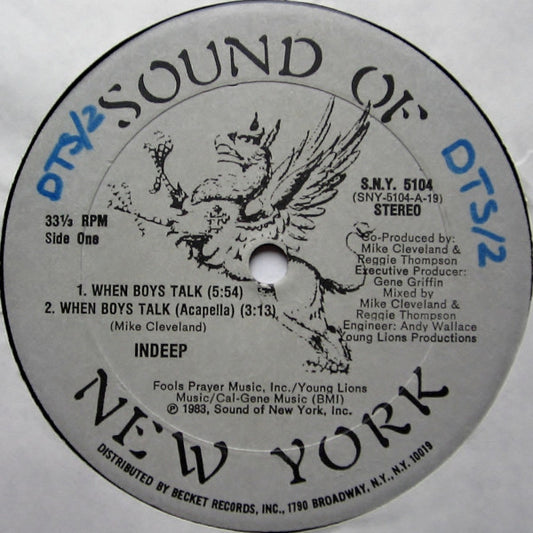 SOUND OF
DTS/2
DTS/2
S.N.Y. 5104
(SNY-5104-A-19)
STEREO
33⅓ RPM
Side One
Co-Produced by:
Mike Cleveland &
Reggie Thompson
Executive Producer:
Gene Griffin
Mixed by
Mike Cleveland &
Reggie Thompson
Engineer: Andy Wallace
Young Lions Productions
1. WHEN BOYS TALK (5:54)
2. WHEN BOYS TALK (Acapella) (3:13)
(Mike Cleveland)
INDEEP
Fools Prayer Music, Inc./Young Lions
Music/Cal-Gene Music (BMI)
℗ 1983, Sound of New York, Inc.
NEW YORK
DISTRIBUTED BY BECKET RECORDS, INC., 1790 BROADWAY, N.Y., N.Y. 10019